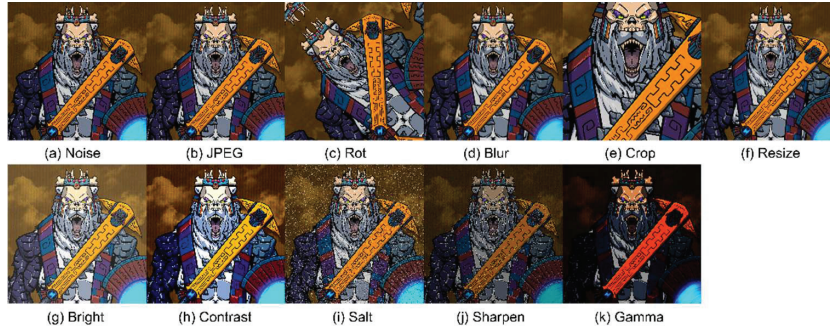 (a) Noise (b) JPEG (c) Rot (d) Blur (e) Crop (f) Resize
(g) Bright (h) Contrast (i) Salt (j) Sharpen (k) Gamma